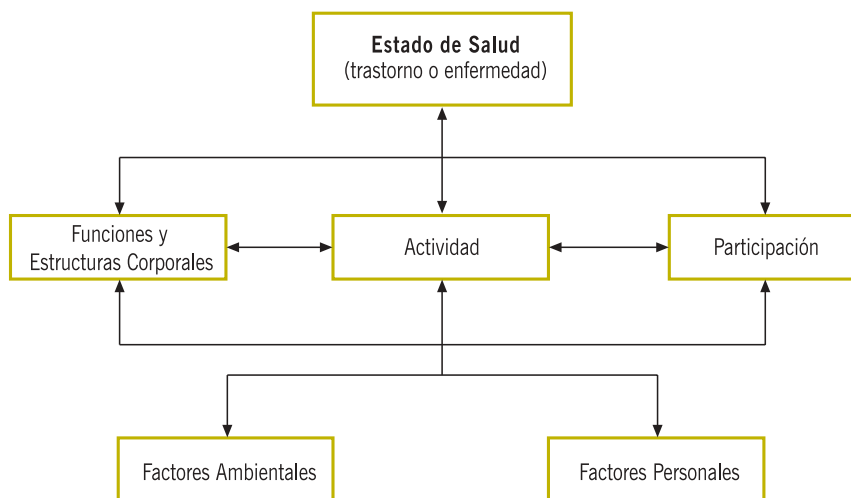 Estado de Salud
(trastorno o enfermedad)
Funciones y
Estructuras Corporales
Actividad
Participación
Factores Ambientales
Factores Personales